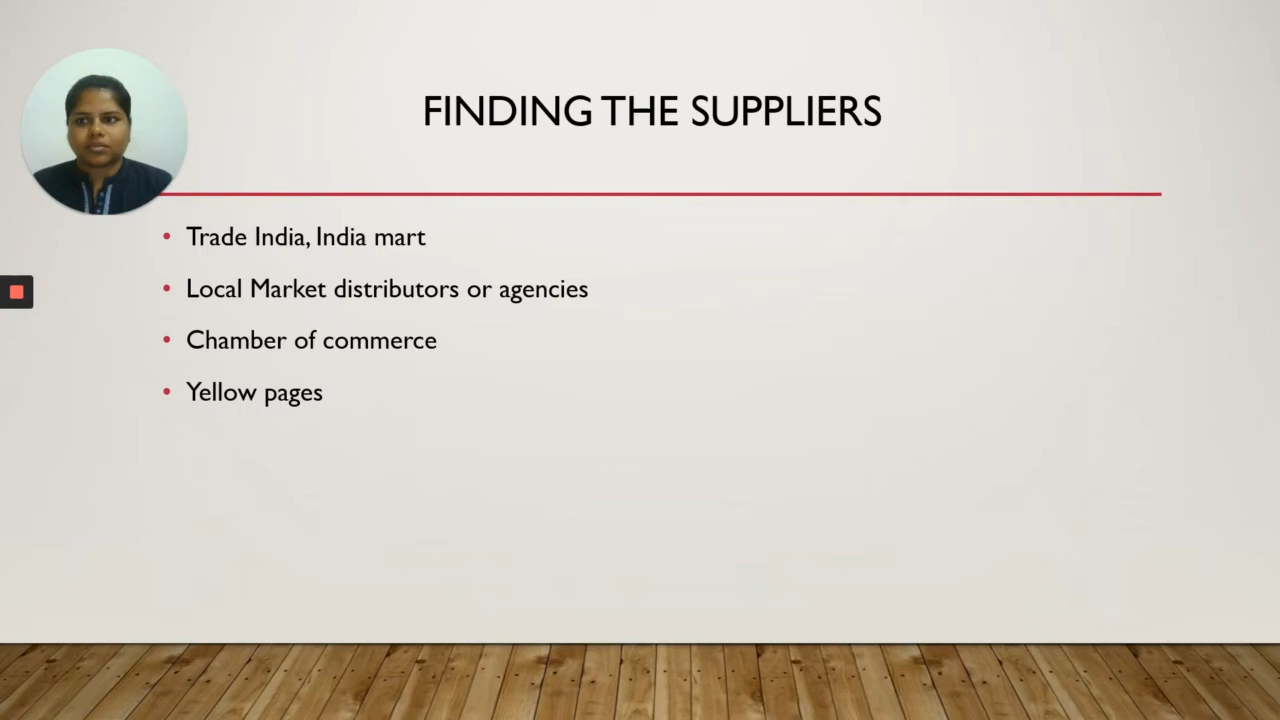 FINDING THE SUPPLIERS
Trade India, India mart
Local Market distributors or agencies
Chamber of commerce
Yellow pages